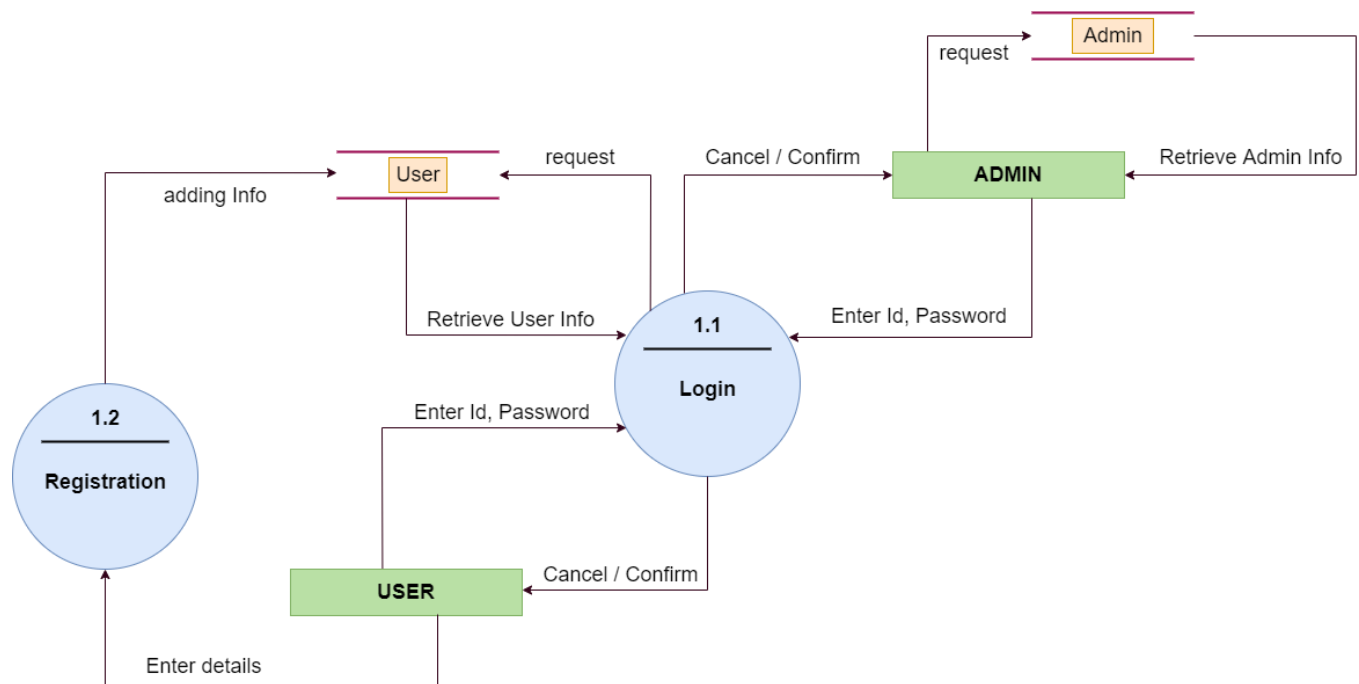 Admin
request
request
Cancel / Confirm
ADMIN
Retrieve Admin Info
User
adding Info
Retrieve User Info
1.1
Enter Id, Password
Login
1.2
Enter Id, Password
Registration
USER
Cancel / Confirm
Enter details